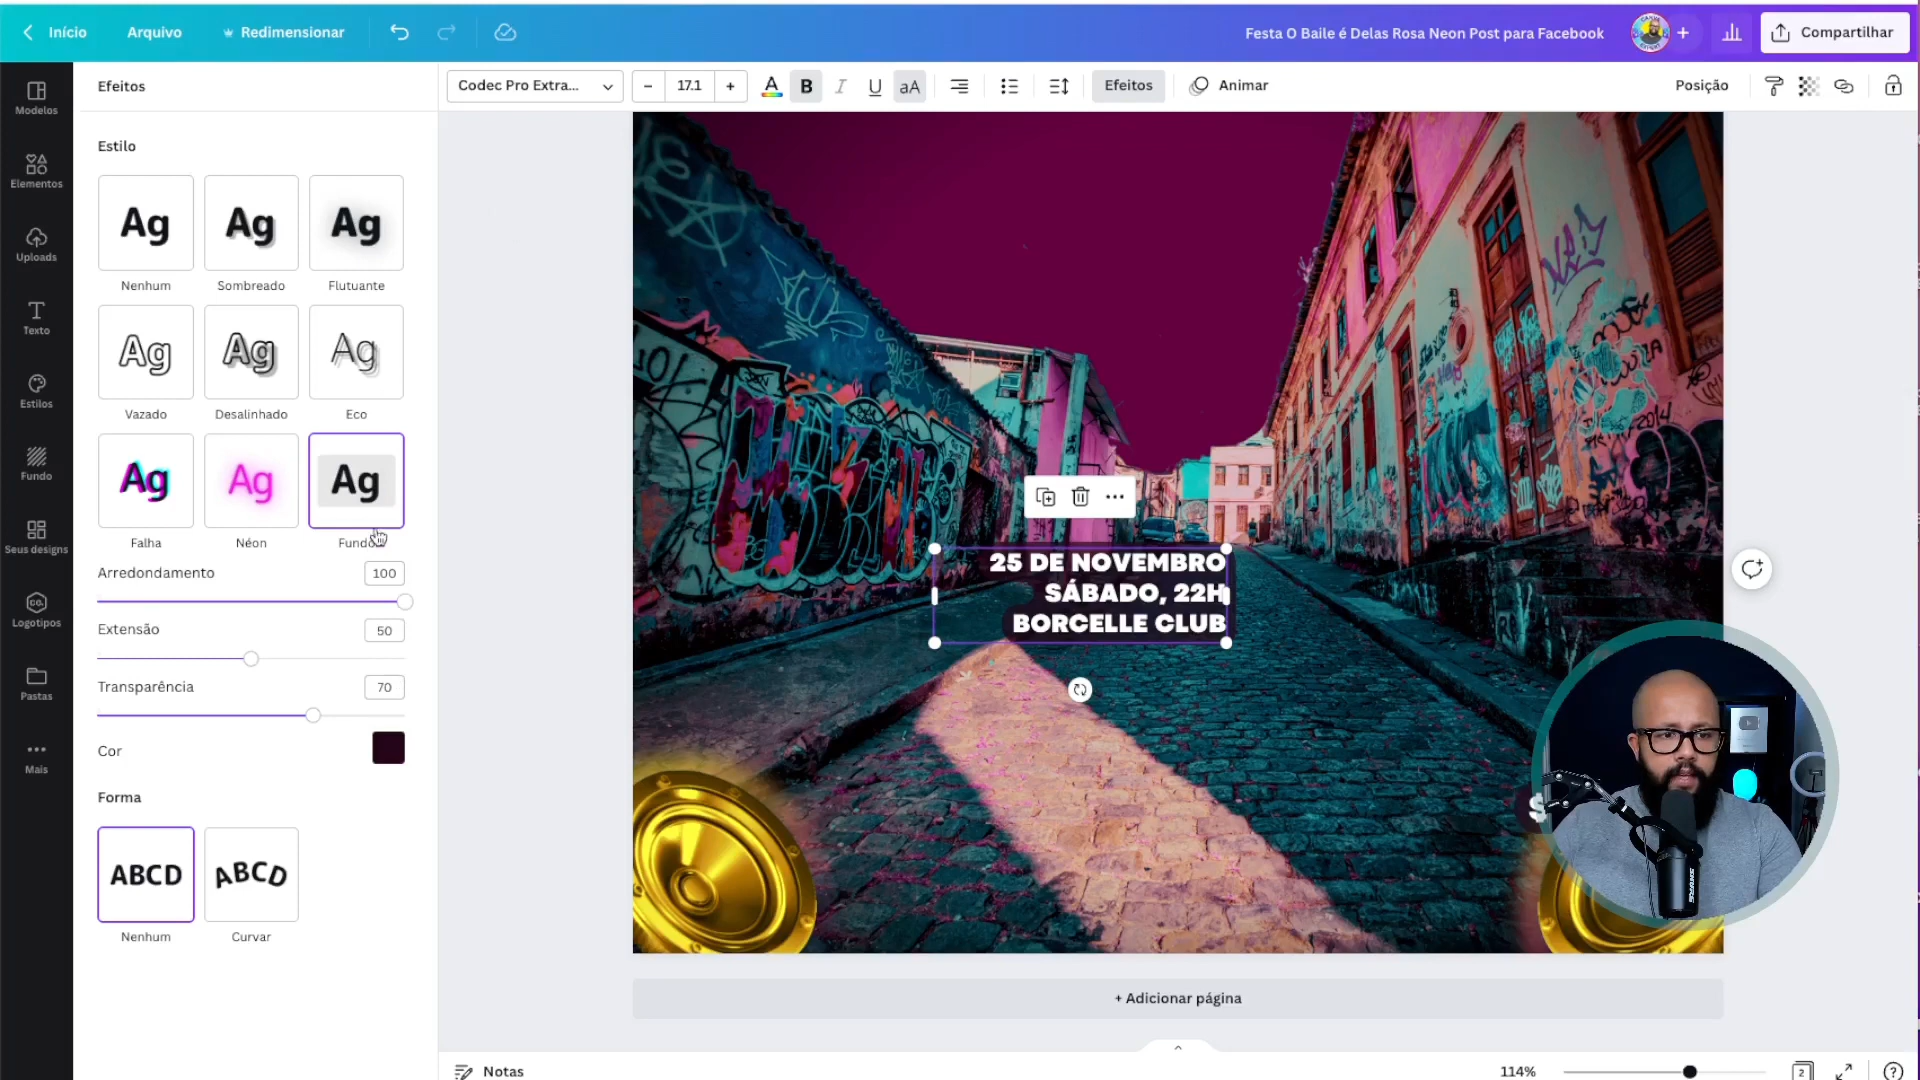 Início
Arquivo
Redimensionar
Festa O Baile é Delas Rosa Neon Post para Facebook
Compartilhar
Modelos
Elementos
Uploads
Texto
Estilos
Fundo
Seus designs
Logotipos
Pastas
Mais
Efeitos
Estilo
Ag
Ag
Ag
Nenhum
Sombreado
Flutuante
Ag
Ag
Ag
Vazado
Desalinhado
Eco
Ag
Ag
Ag
Falha
Néon
Fundo
Arredondamento
100
Extensão
50
Transparência
70
Cor
Forma
ABCD
ABCD
Nenhum
Curvar
Codec Pro Extra...
– 17.1 +
A
B
I
U
aA
Efeitos
Animar
Posição
25 DE NOVEMBRO
SÁBADO, 22H
BORCELLE CLUB
+ Adicionar página
Notas
114%
2
?